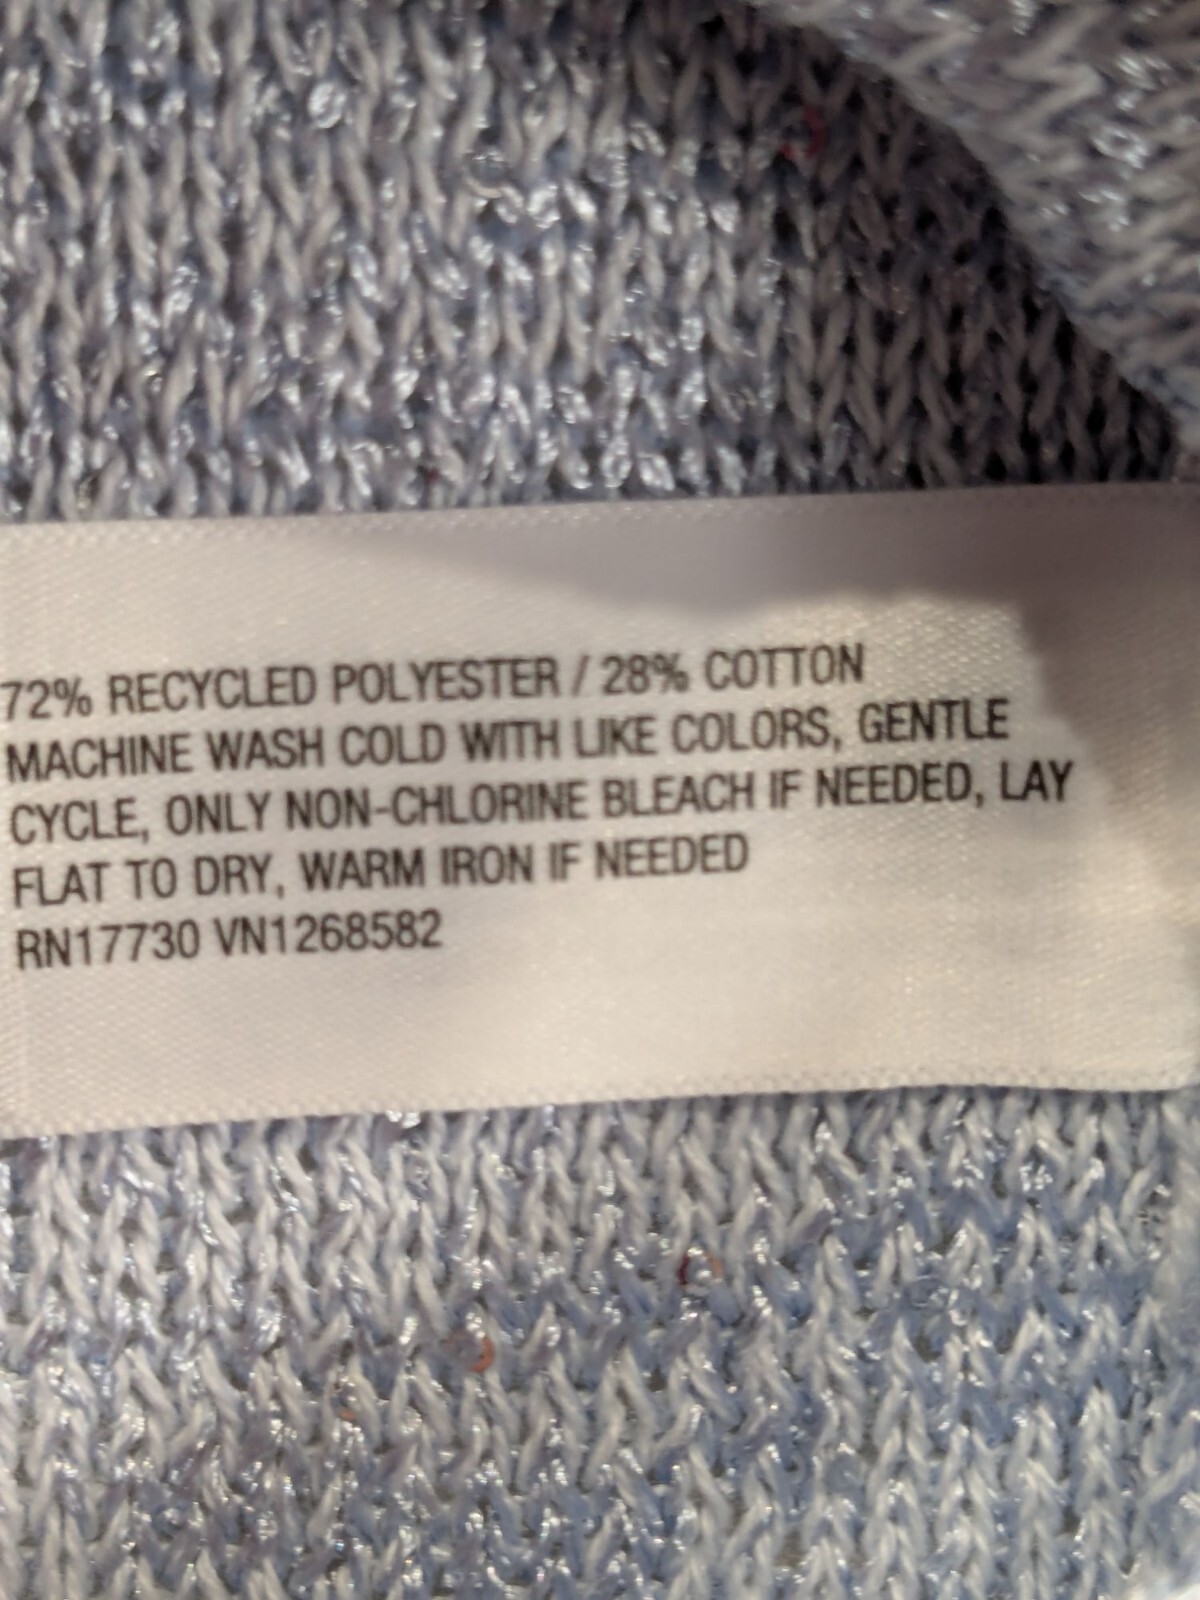 72% RECYCLED POLYESTER / 28% COTTON
MACHINE WASH COLD WITH LIKE COLORS, GENTLE
CYCLE, ONLY NON-CHLORINE BLEACH IF NEEDED, LAY
FLAT TO DRY, WARM IRON IF NEEDED
RN17730 VN1268582